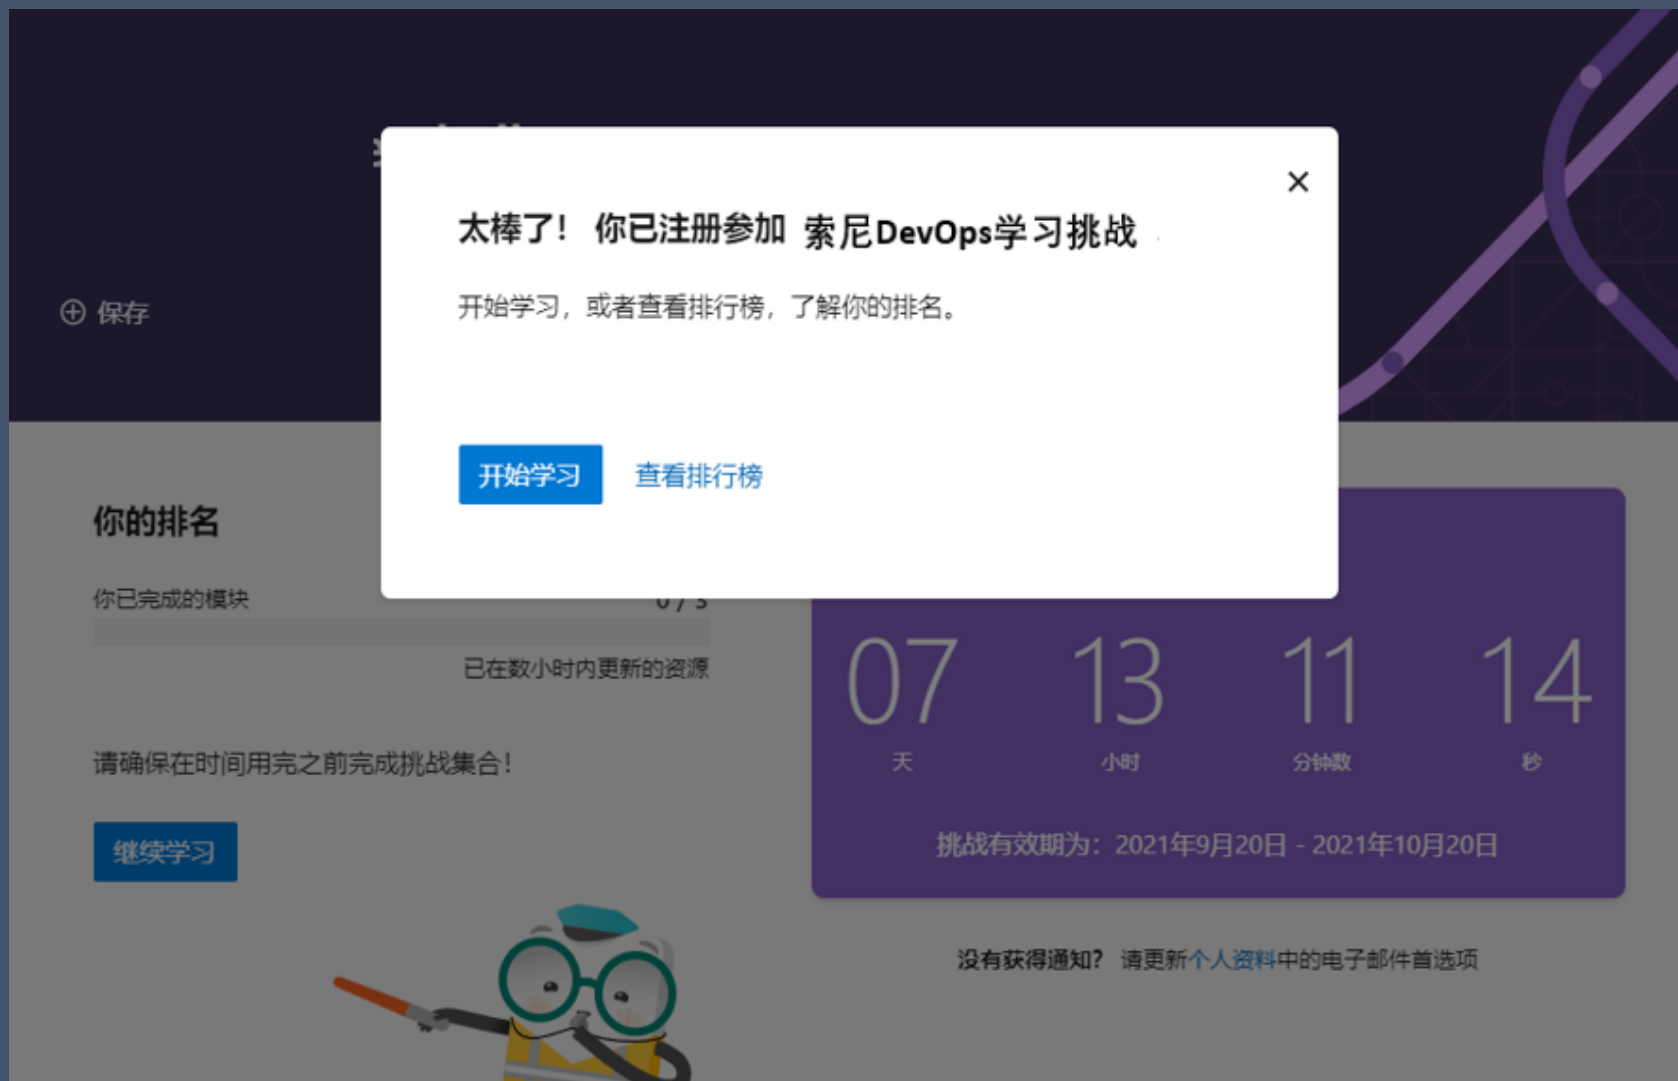 太棒了！ 你已注册参加 索尼DevOps学习挑战
开始学习，或者查看排行榜，了解你的排名。
开始学习 查看排行榜
保存
你的排名
你已完成的模块 0 / 3
已在数小时内更新的资源
请确保在时间用完之前完成挑战集合！
继续学习
07 13 11 14
天 小时 分钟数 秒
挑战有效期为：2021年9月20日 - 2021年10月20日
没有获得通知？ 请更新个人资料中的电子邮件首选项